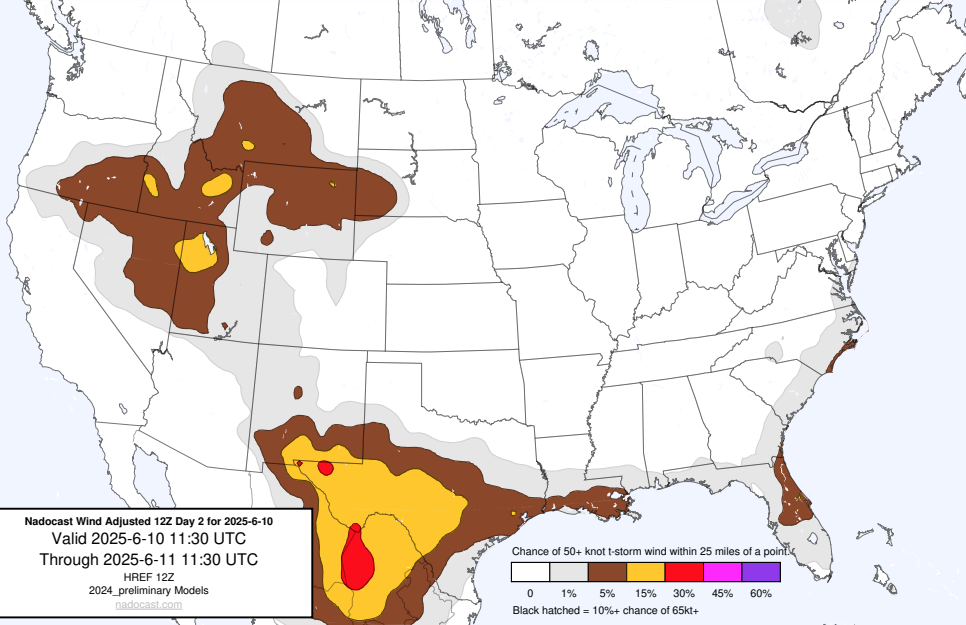 Nadocast Wind Adjusted 12Z Day 2 for 2025-6-10
Valid 2025-6-10 11:30 UTC
Through 2025-6-11 11:30 UTC
HREF 12Z
2024_preliminary Models
nadocast.com
Chance of 50+ knot t-storm wind within 25 miles of a point.
0 1% 5% 15% 30% 45% 60%
Black hatched = 10%+ chance of 65kt+